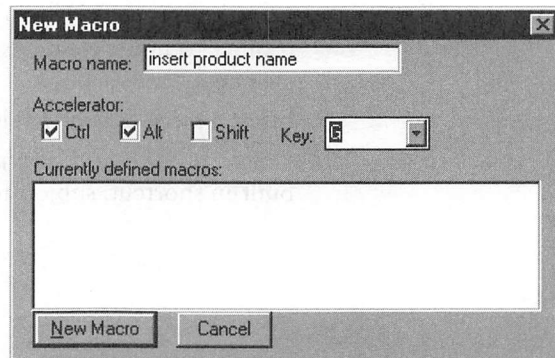 New Macro
Macro name: insert product name
Accelerator:
Ctrl Alt Shift Key: G
Currently defined macros:
New Macro Cancel